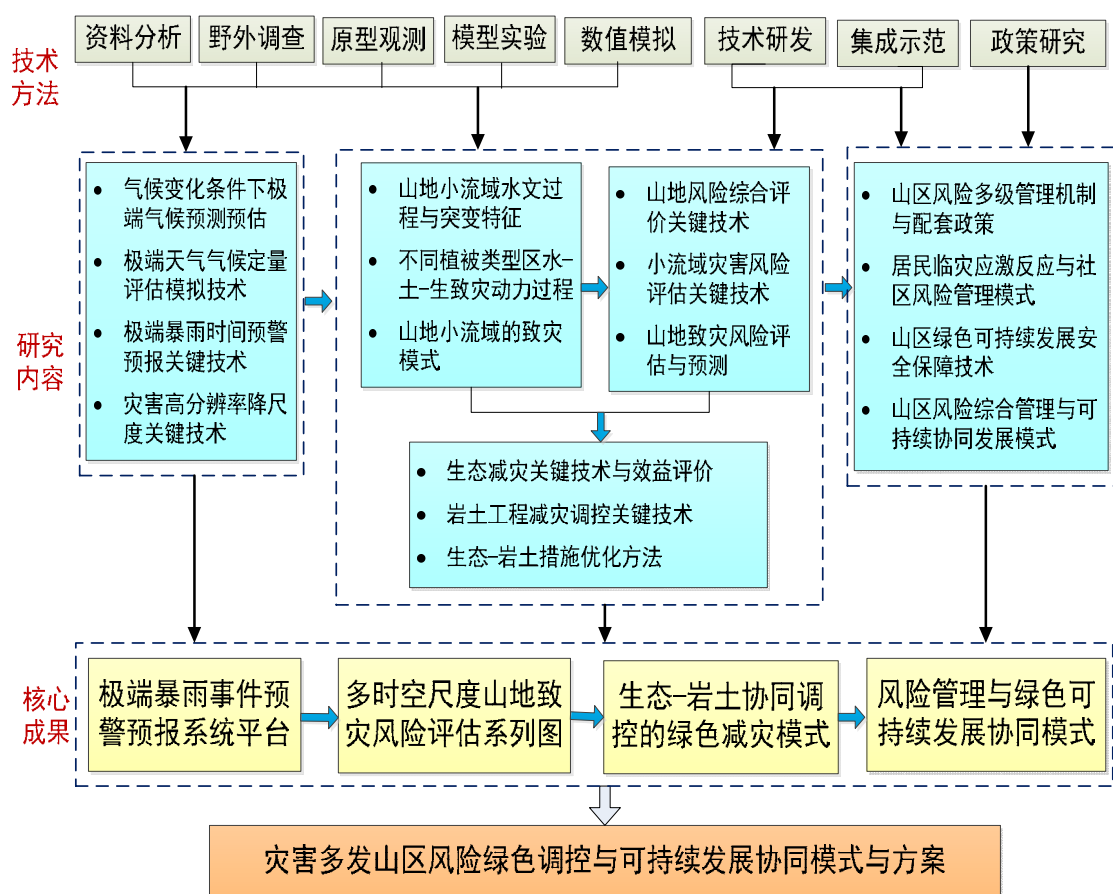 资料分析
野外调查
原型观测
模型实验
数值模拟
技术研发
集成示范
政策研究
技术
方法
研究
内容
● 气候变化条件下极
端气候预测预估
● 极端天气气候定量
评估模拟技术
● 极端暴雨时间预警
预报关键技术
● 灾害高分辨率降尺
度关键技术
● 山地小流域水文过
程与突变特征
● 不同植被类型区水–
土–生致灾动力过程
● 山地小流域的致灾
模式
● 山地风险综合评
价关键技术
● 小流域灾害风险
评估关键技术
● 山地致灾风险评
估与预测
● 生态减灾关键技术与效益评价
● 岩土工程减灾调控关键技术
● 生态–岩土措施优化方法
● 山区风险多级管理机制
与配套政策
● 居民临灾应激反应与社
区风险管理模式
● 山区绿色可持续发展安
全保障技术
● 山区风险综合管理与可
持续协同发展模式
核心
成果
极端暴雨事件预
警预报系统平台
多时空尺度山地致
灾风险评估系列图
生态–岩土协同调
控的绿色减灾模式
风险管理与绿色可
持续发展协同模式
灾害多发山区风险绿色调控与可持续发展协同模式与方案